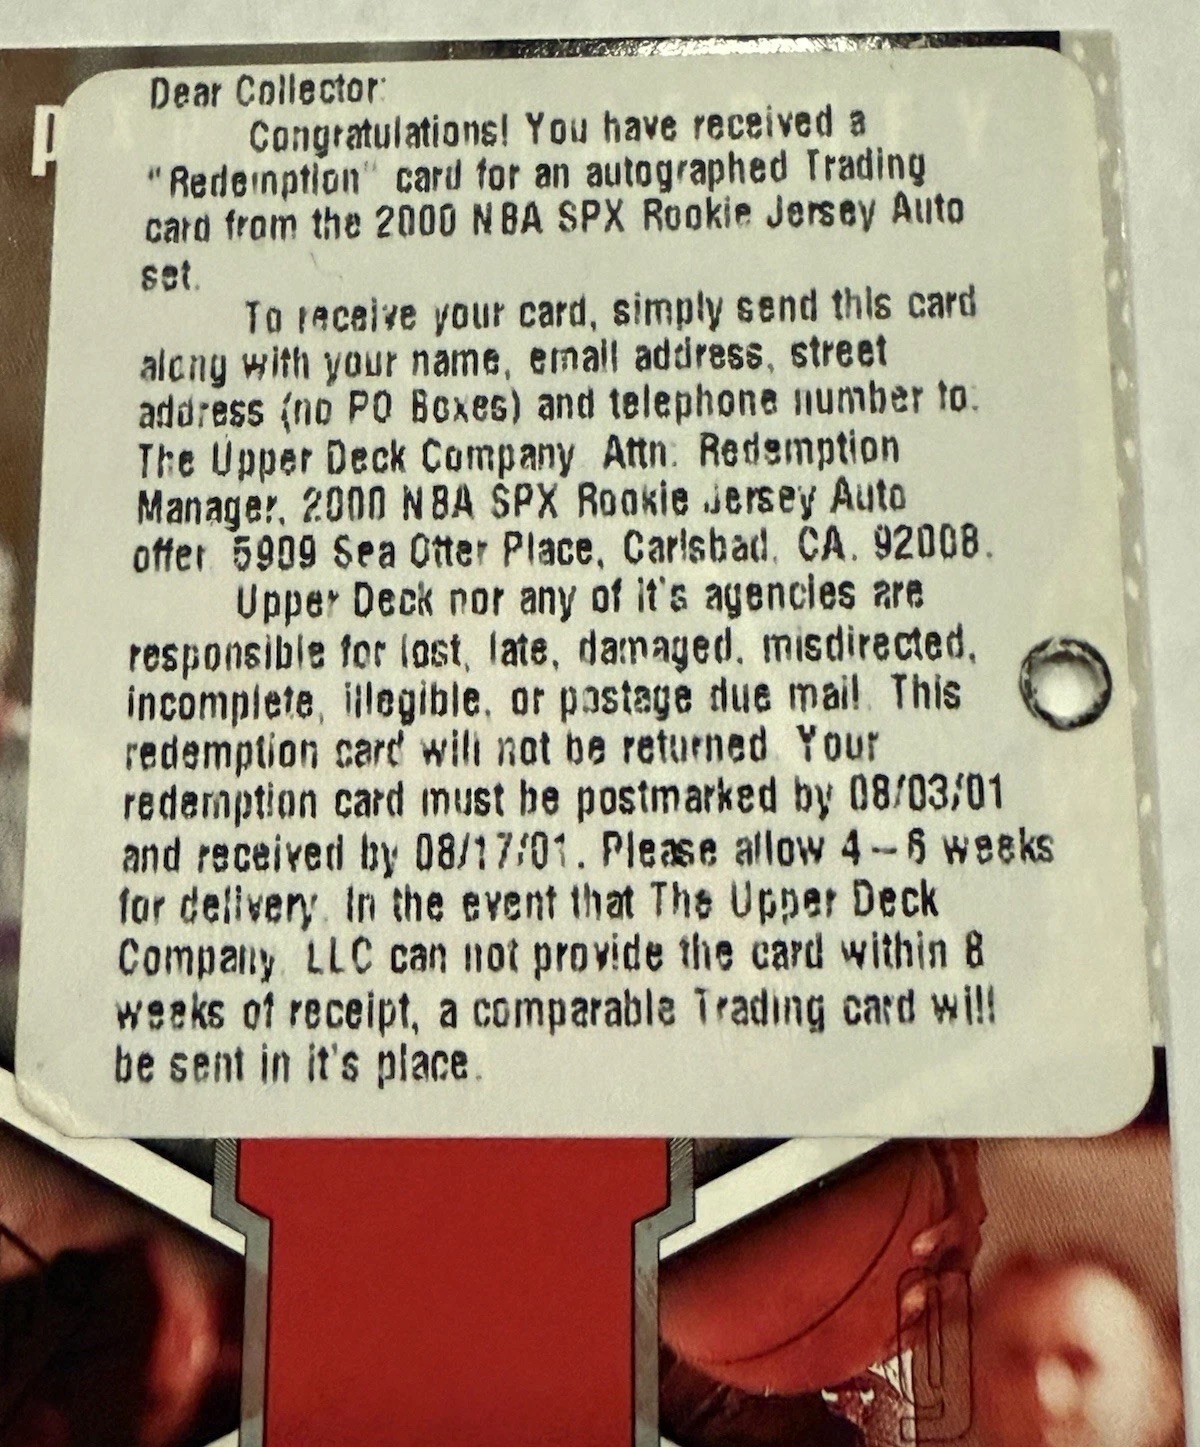 Dear Collector:
Congratulations! You have received a
"Redemption" card for an autographed Trading
card from the 2000 NBA SPX Rookie Jersey Auto
set.
To receive your card, simply send this card
along with your name, email address, street
address (no PO Boxes) and telephone number to:
The Upper Deck Company Attn: Redemption
Manager, 2000 NBA SPX Rookie Jersey Auto
offer 5909 Sea Otter Place, Carlsbad, CA. 92008.
Upper Deck nor any of it's agencies are
responsible for lost, late, damaged, misdirected,
incomplete, illegible, or postage due mail. This
redemption card will not be returned. Your
redemption card must be postmarked by 08/03/01
and received by 08/17/01. Please allow 4-6 weeks
for delivery. In the event that The Upper Deck
Company, LLC can not provide the card within 8
weeks of receipt, a comparable Trading card will
be sent in it's place.